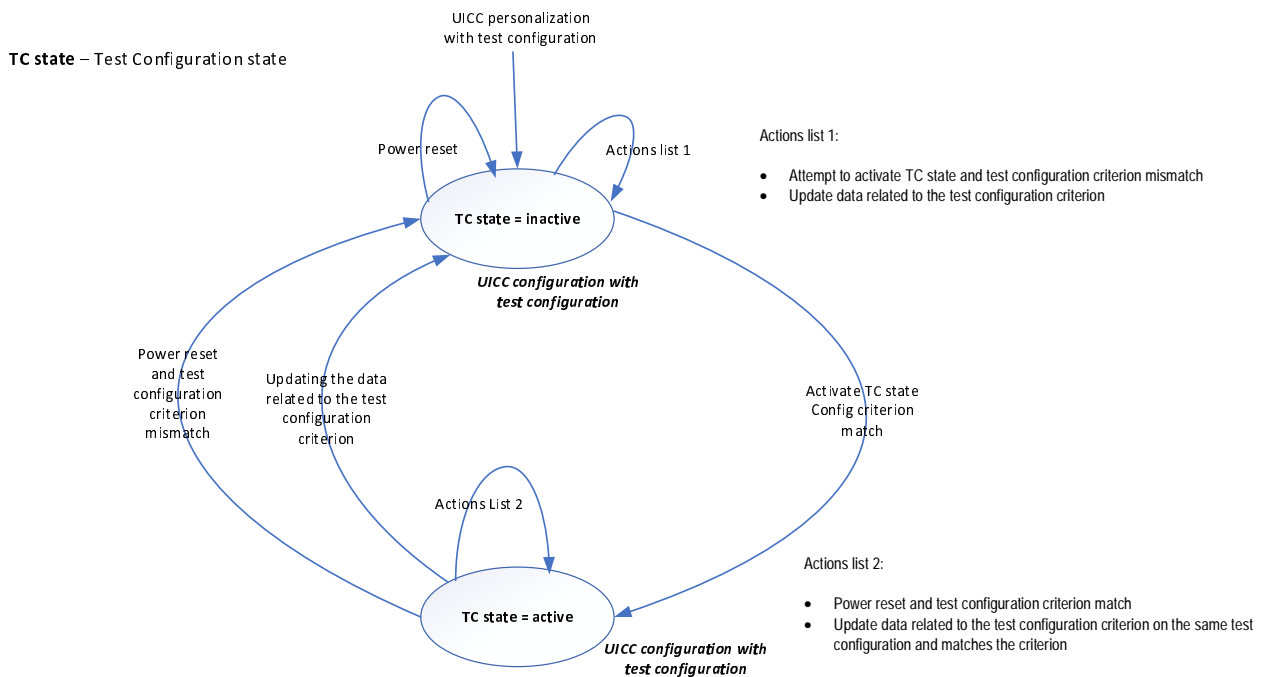 UICC personalization
with test configuration
TC state – Test Configuration state
Power reset
Actions list 1
Actions list 1:
• Attempt to activate TC state and test configuration criterion mismatch
• Update data related to the test configuration criterion
TC state = inactive
UICC configuration with
test configuration
Power reset
and test
configuration
criterion
mismatch
Updating the data
related to the test
configuration
criterion
Activate TC state
Config criterion
match
Actions List 2
Actions list 2:
• Power reset and test configuration criterion match
• Update data related to the test configuration criterion on the same test
configuration and matches the criterion
TC state = active
UICC configuration with
test configuration